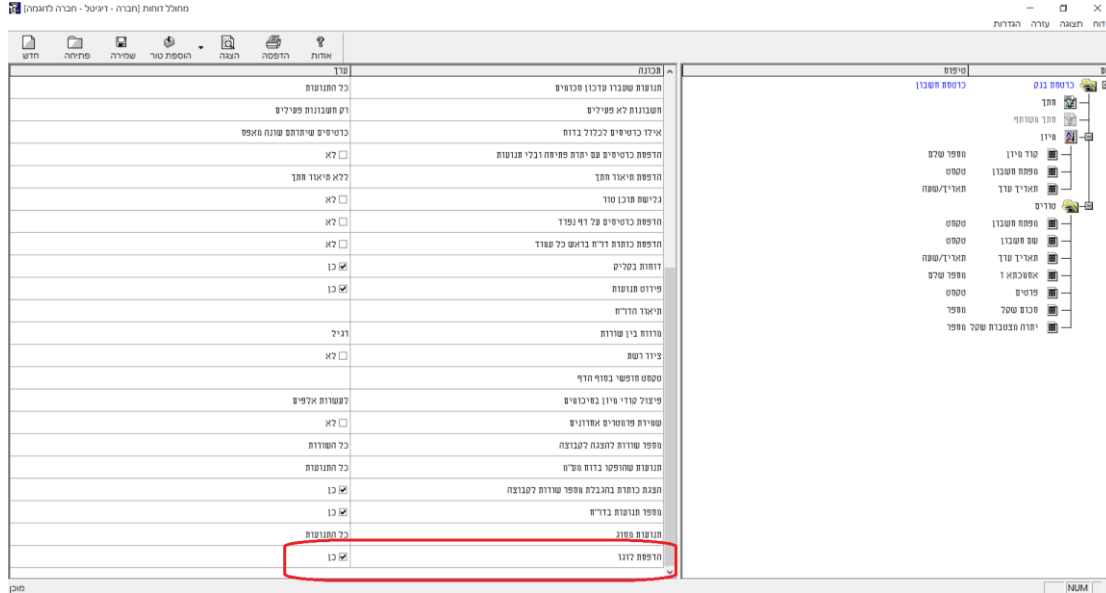 מחולל דוחות [חברה - דיגיטל - חברה לדוגמה]
דוח תצוגה עזרה הגדרות
חדש פתיחה שמירה הוספת טור הצגה הדפסה אודות
טיפוס
כרטסת בנק כרטסת חשבון
חתך
חתך משותף
מיון
קוד מיון מספר שלם
מפתח חשבון טקסט
תאריך ערך תאריך/שעה
טורים
מפתח חשבון טקסט
שם חשבון טקסט
תאריך ערך תאריך/שעה
אסמכתא 1 מספר שלם
פרטים טקסט
סכום שקל מספר
יתרה מצטברת שקל מספר
תכונה ערך
תנועות שעברו עדכון סכומים כל התנועות
חשבונות לא פעילים רק חשבונות פעילים
אילו כרטיסים לכלול בדוח כרטיסים שיתרתם שונה מאפס
הדפסת כרטיסים עם יתרת פתיחה ובלי תנועות לא
הדפסת תיאור חתך ללא תיאור חתך
גלישת תוכן טור לא
הדפסת כרטיסים על דף נפרד לא
הדפסת כותרת דו"ח בראש כל עמוד לא
דוחות בקליק כן
פירוט תנועות כן
תיאור הדו"ח
מרווח בין שורות רגיל
ציור רשת לא
טקסט חופשי בסוף הדף
פיצול קודי מיון בסיכומים לעשרות אלפים
שמירת פרמטרים אחרונים לא
מספר שורות להצגה לקבוצה כל השורות
תנועות שהופקו בדוח מע"מ כל התנועות
הצגת כותרת בהגבלת מספר שורות לקבוצה כן
מספר תנועות בדו"ח כן
תנועות מסוג כל התנועות
הדפסת לוגו כן
מוכן
NUM